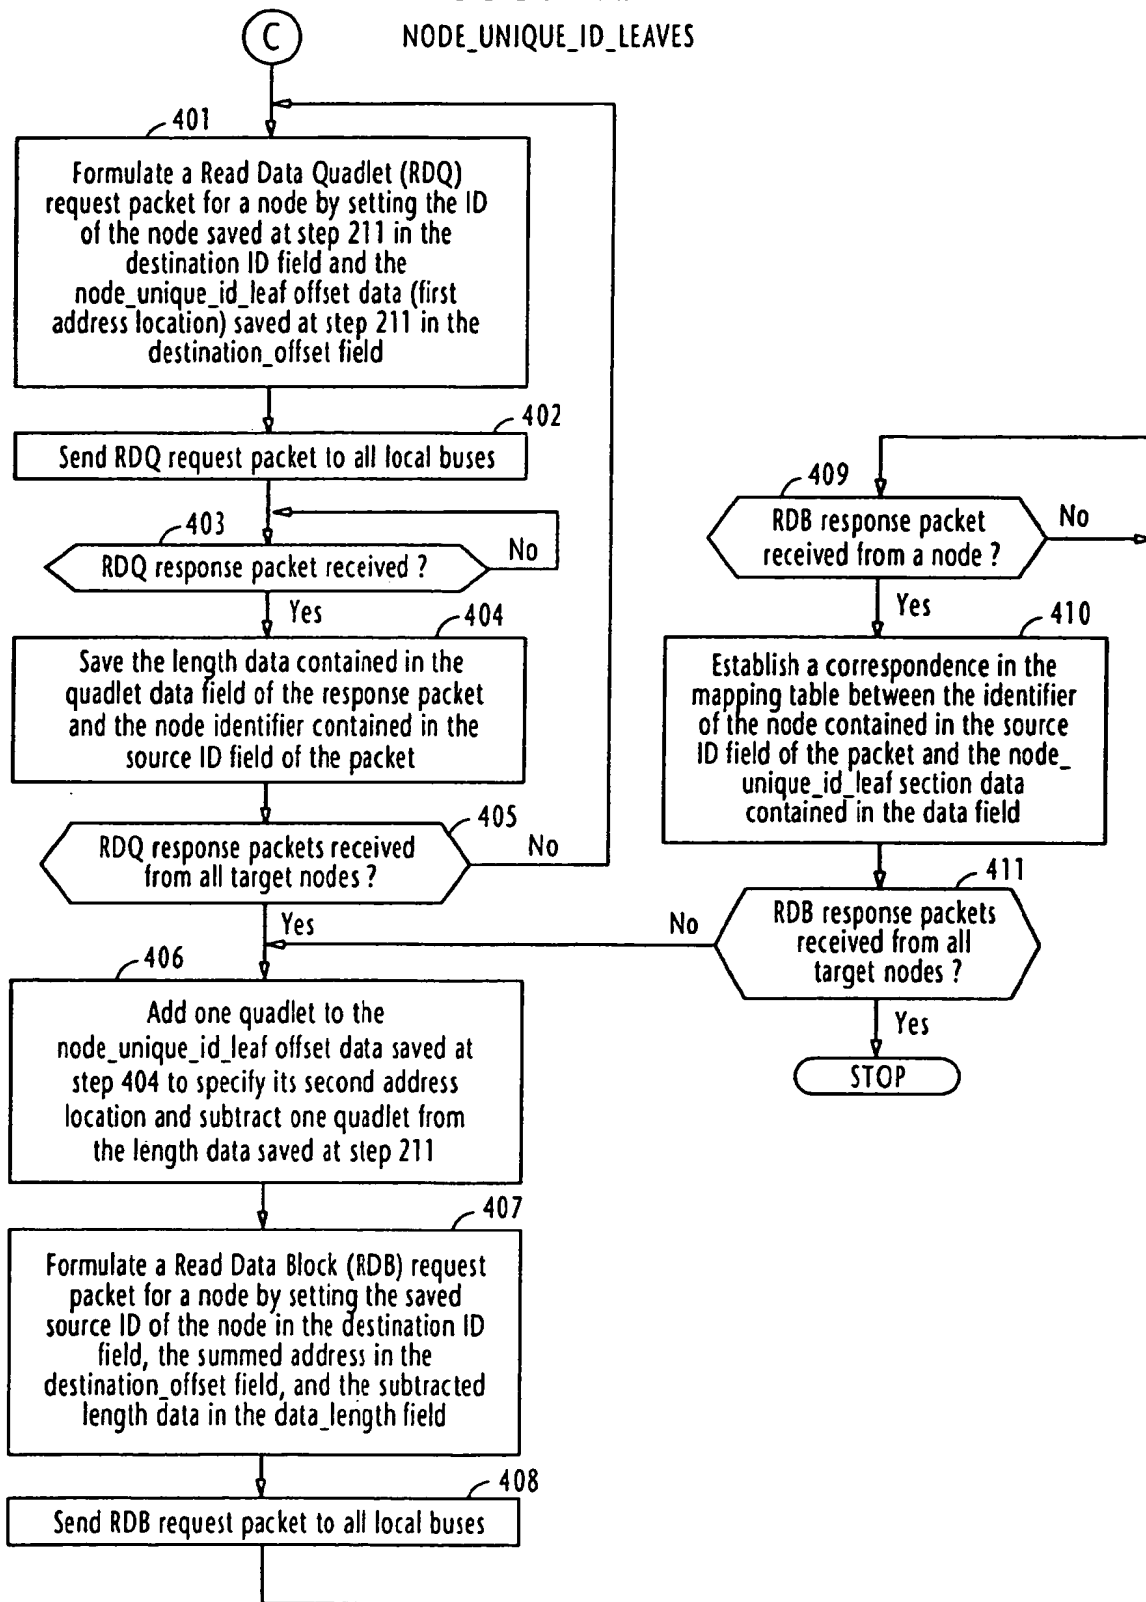 C
NODE_UNIQUE_ID_LEAVES
401
Formulate a Read Data Quadlet (RDQ)
request packet for a node by setting the ID
of the node saved at step 211 in the
destination ID field and the
node_unique_id_leaf offset data (first
address location) saved at step 211 in the
destination_offset field
402
Send RDQ request packet to all local buses
403
RDQ response packet received ?
No
Yes
404
Save the length data contained in the
quadlet data field of the response packet
and the node identifier contained in the
source ID field of the packet
405
RDQ response packets received
from all target nodes ?
No
Yes
406
Add one quadlet to the
node_unique_id_leaf offset data saved at
step 404 to specify its second address
location and subtract one quadlet from
the length data saved at step 211
407
Formulate a Read Data Block (RDB) request
packet for a node by setting the saved
source ID of the node in the destination ID
field, the summed address in the
destination_offset field, and the subtracted
length data in the data_length field
408
Send RDB request packet to all local buses
409
RDB response packet
received from a node ?
No
Yes
410
Establish a correspondence in the
mapping table between the identifier
of the node contained in the source
ID field of the packet and the node_
unique_id_leaf section data
contained in the data field
411
RDB response packets
received from all
target nodes ?
No
Yes
STOP